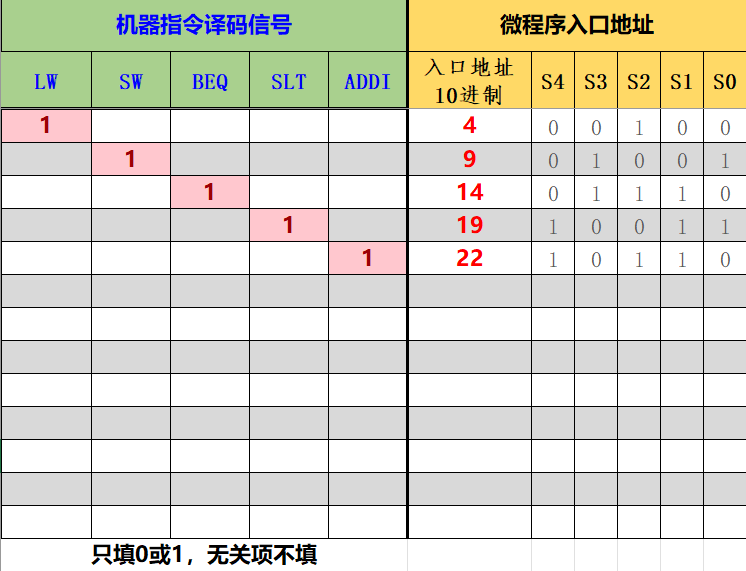 机器指令译码信号 微程序入口地址
LW SW BEQ SLT ADDI 入口地址 10进制 S4 S3 S2 S1 S0
1 4 0 0 1 0 0
1 9 0 1 0 0 1
1 14 0 1 1 1 0
1 19 1 0 0 1 1
1 22 1 0 1 1 0
只填0或1，无关项不填